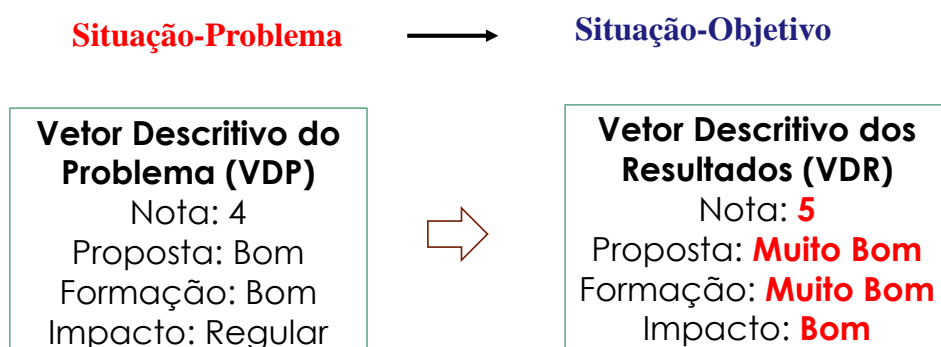 Situação-Problema
Situação-Objetivo
Vetor Descritivo do
Problema (VDP)
Nota: 4
Proposta: Bom
Formação: Bom
Impacto: Regular
Vetor Descritivo dos
Resultados (VDR)
Nota: 5
Proposta: Muito Bom
Formação: Muito Bom
Impacto: Bom